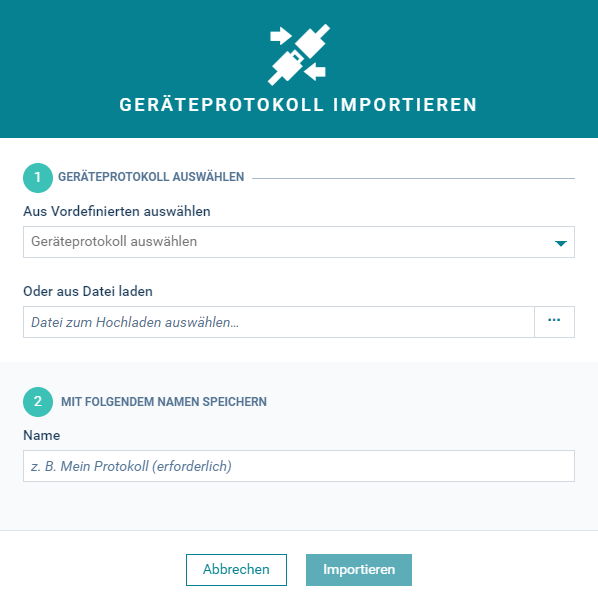 GERÄTEPROTOKOLL IMPORTIEREN
1 GERÄTEPROTOKOLL AUSWÄHLEN
Aus Vordefinierten auswählen
Geräteprotokoll auswählen
Oder aus Datei laden
Datei zum Hochladen auswählen... ...
2 MIT FOLGENDEM NAMEN SPEICHERN
Name
z. B. Mein Protokoll (erforderlich)
Abbrechen Importieren